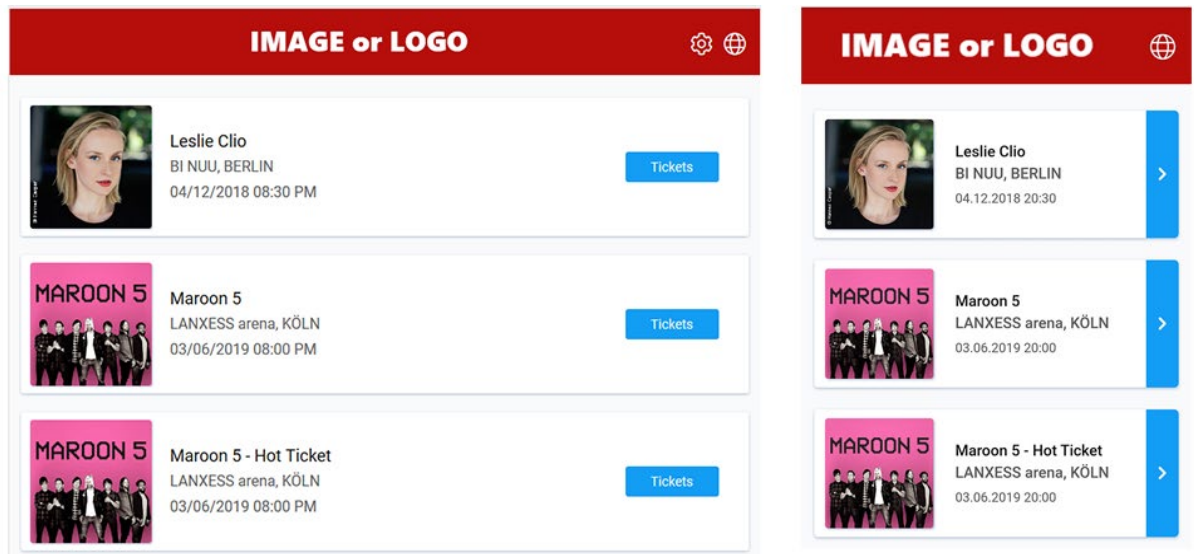 IMAGE or LOGO
MAROON 5
Leslie Clio
BI NUU, BERLIN
04/12/2018 08:30 PM
Tickets
MAROON 5
Maroon 5
LANXESS arena, KÖLN
03/06/2019 08:00 PM
Tickets
MAROON 5
Maroon 5 - Hot Ticket
LANXESS arena, KÖLN
03/06/2019 08:00 PM
Tickets
IMAGE or LOGO
Leslie Clio
BI NUU, BERLIN
04.12.2018 20:30
MAROON 5
Maroon 5
LANXESS arena, KÖLN
03.06.2019 20:00
MAROON 5
Maroon 5 - Hot Ticket
LANXESS arena, KÖLN
03.06.2019 20:00